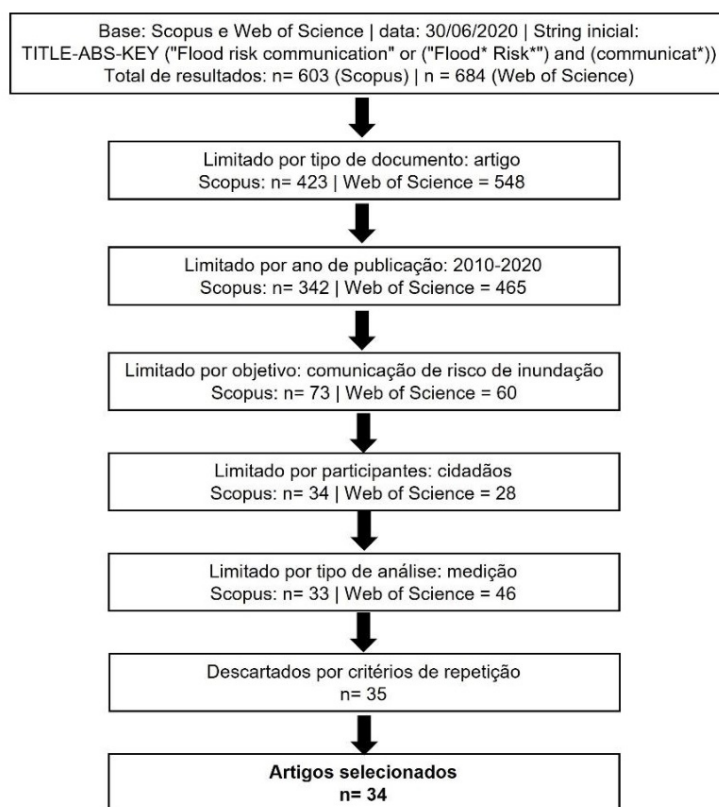 Base: Scopus e Web of Science | data: 30/06/2020 | String inicial:
TITLE-ABS-KEY ("Flood risk communication" or ("Flood* Risk*") and (communicat*))
Total de resultados: n= 603 (Scopus) | n = 684 (Web of Science)
Limitado por tipo de documento: artigo
Scopus: n= 423 | Web of Science = 548
Limitado por ano de publicação: 2010-2020
Scopus: n= 342 | Web of Science = 465
Limitado por objetivo: comunicação de risco de inundação
Scopus: n= 73 | Web of Science = 60
Limitado por participantes: cidadãos
Scopus: n= 34 | Web of Science = 28
Limitado por tipo de análise: medição
Scopus: n= 33 | Web of Science = 46
Descartados por critérios de repetição
n= 35
Artigos selecionados
n= 34